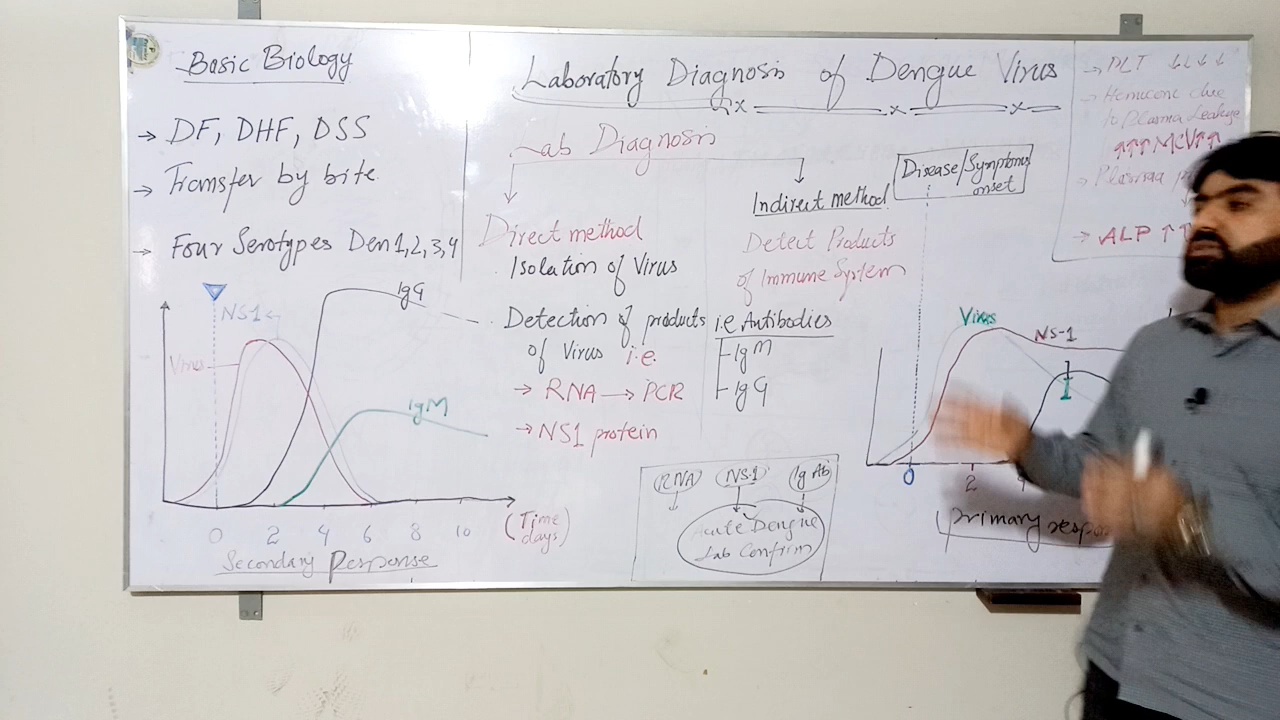 Basic Biology
→ DF, DHF, DSS
→ Transfer by bite
→ Four Serotypes Den 1,2,3,4
NS1
IgG
Virus
IgM
0 2 4 6 8 10
(Time days)
Secondary Response
Laboratory Diagnosis of Dengue Virus
Lab Diagnosis
Direct method
Isolation of Virus
Detection of products
of Virus i.e.
→ RNA → PCR
→ NS1 protein
Indirect method
Detect Products
of Immune System
i.e Antibodies
IgM
IgG
RNA NS1 Ig Ab
Acute Dengue
Lab Confirm
Disease/Symptoms
onset
Virus
NS-1
0 2
primary
→ PLT ↓↓↓↓
Plasma Leakage
↑↑↑ MCV↑↑
→ Plasma
→ ALP ↑↑